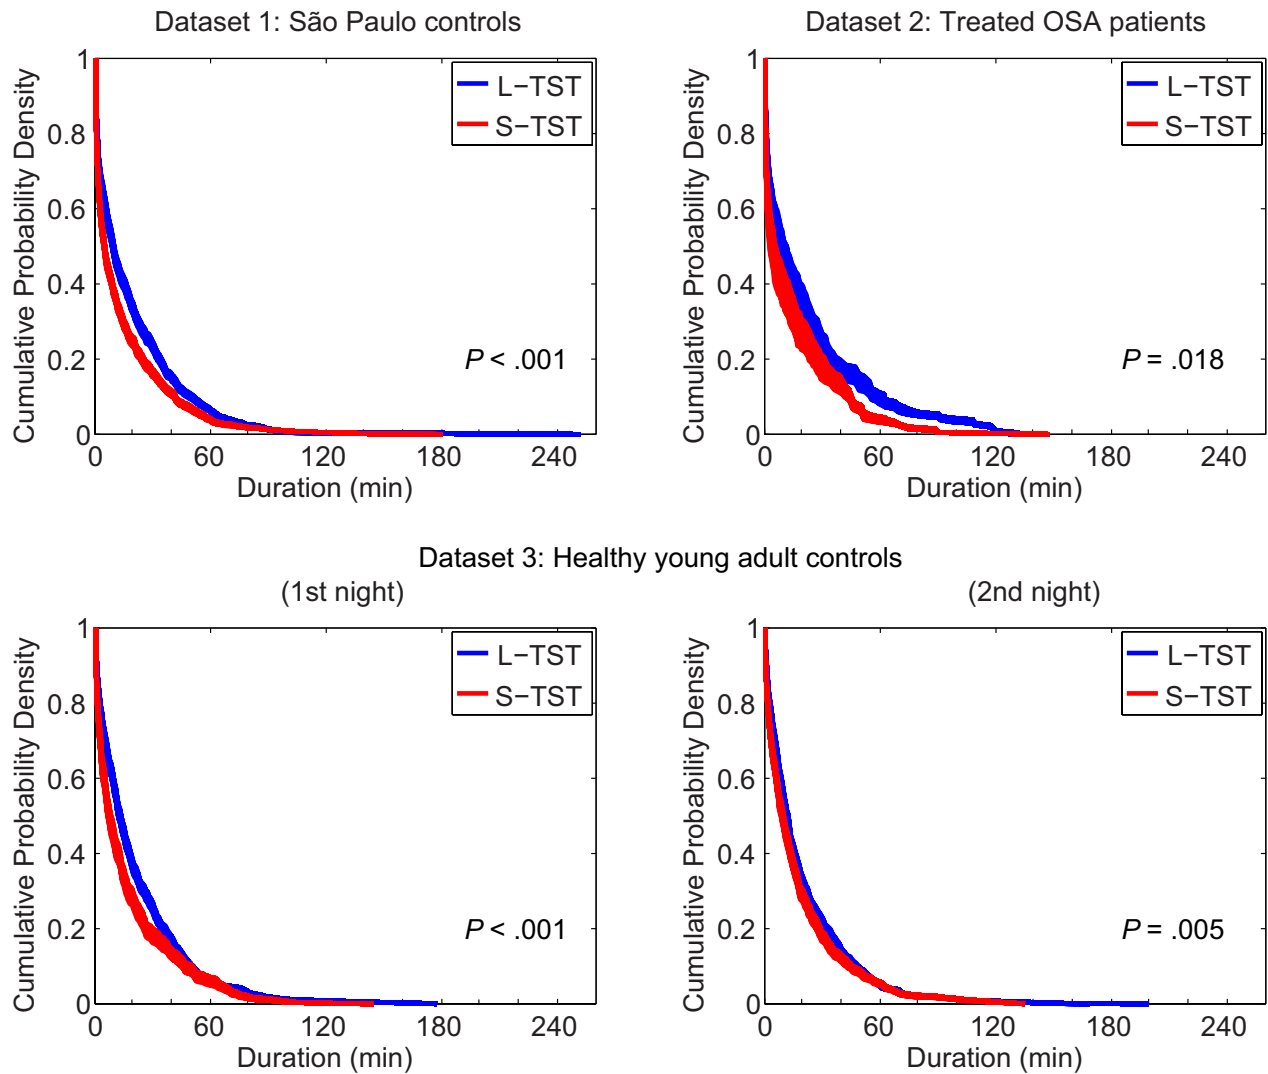 Dataset 1: São Paulo controls
Cumulative Probability Density
1
0.8
0.6
0.4
0.2
0
L−TST
S−TST
P < .001
0 60 120 180 240
Duration (min)
Dataset 2: Treated OSA patients
Cumulative Probability Density
1
0.8
0.6
0.4
0.2
0
L−TST
S−TST
P = .018
0 60 120 180 240
Duration (min)
Dataset 3: Healthy young adult controls
(1st night)
Cumulative Probability Density
1
0.8
0.6
0.4
0.2
0
L−TST
S−TST
P < .001
0 60 120 180 240
Duration (min)
(2nd night)
Cumulative Probability Density
1
0.8
0.6
0.4
0.2
0
L−TST
S−TST
P = .005
0 60 120 180 240
Duration (min)